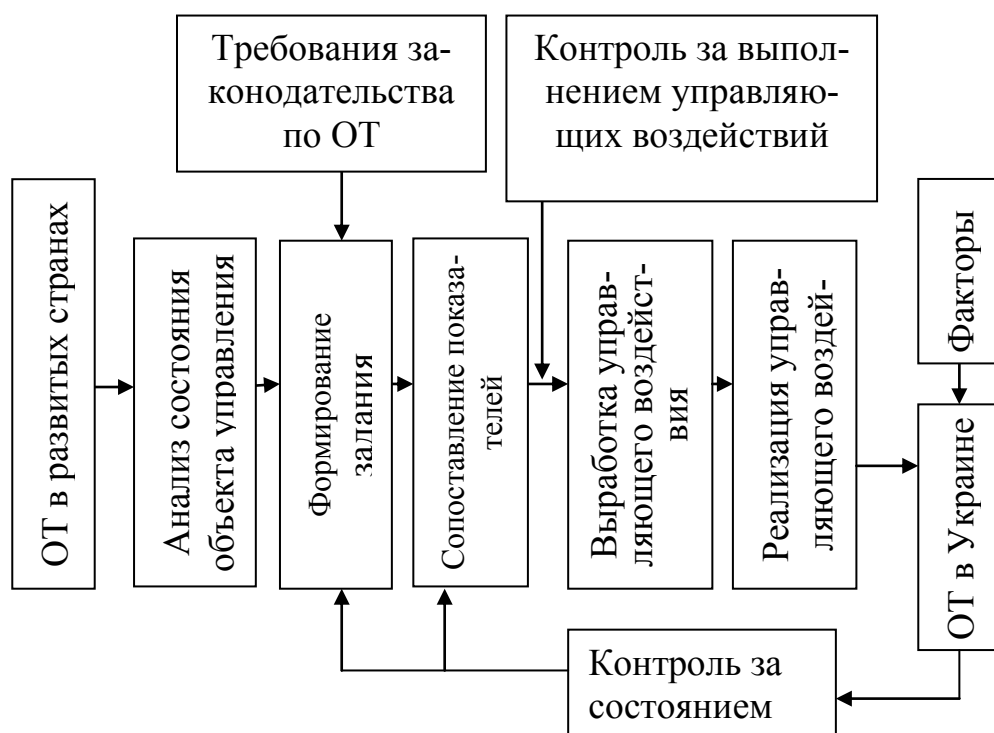 Требования за-
конодательства
по ОТ
Контроль за выпол-
нением управляю-
щих воздействий
ОТ в развитых странах
Анализ состояния
объекта управления
Формирование
задания
Сопоставление показа-
телей
Выработка управ-
ляющего воздейст-
вия
Реализация управ-
ляющего воздей-
Факторы
ОТ в Украине
Контроль за
состоянием